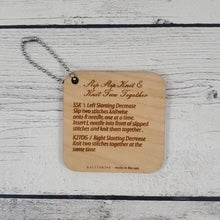 Slip Slip Knit &
Knit Two Together
SSK \ Left Slanting Decrease
Slip two stitches knitwise
onto R needle, one at a time.
Insert L needle into front of slipped
stitches and knit them together.
K2TOG / Right Slanting Decrease
Knit two stitches together at the
same time
made in the usa